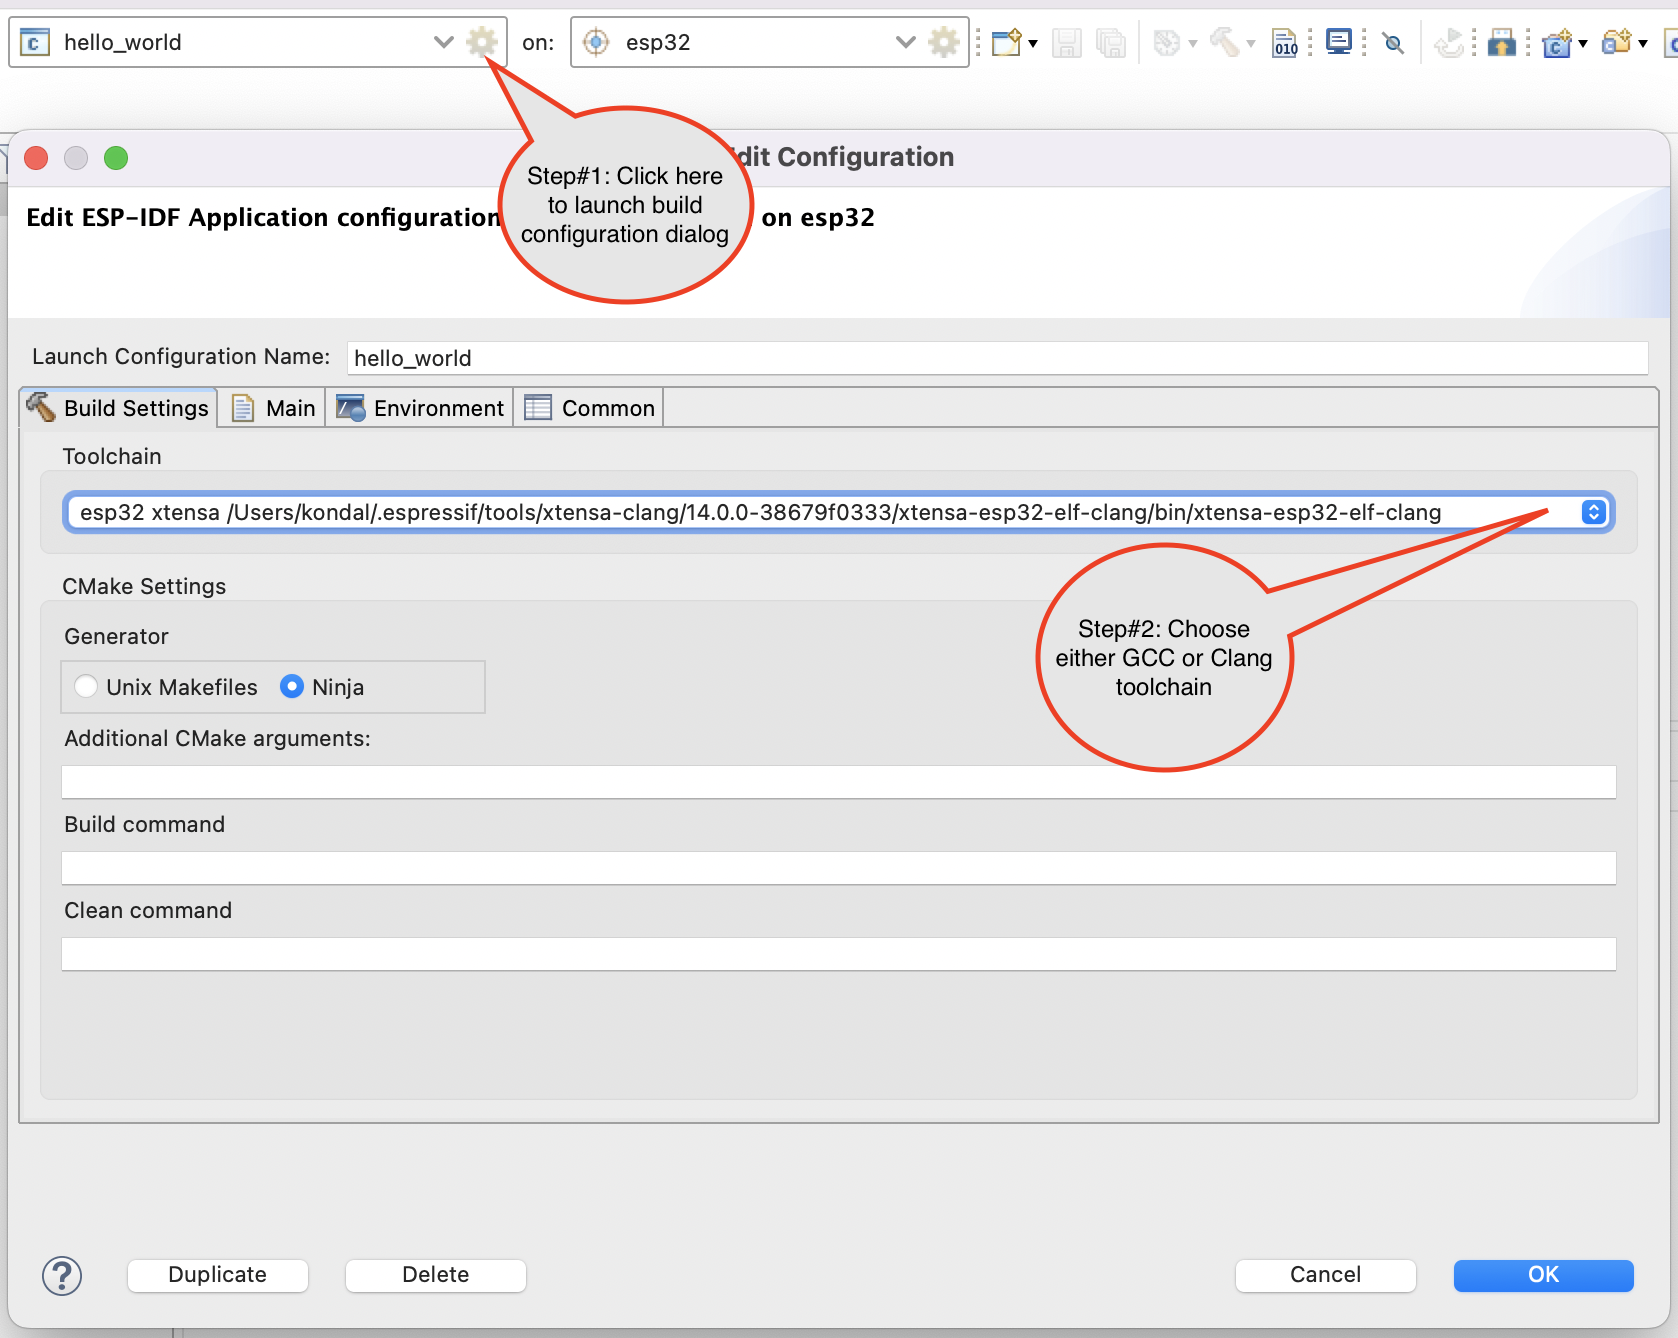 hello_world
on:
esp32
010
Edit Configuration
Step#1: Click here
to launch build
configuration dialog
Edit ESP-IDF Application configuration
on esp32
Launch Configuration Name:
hello_world
Build Settings
Main
Environment
Common
Toolchain
esp32 xtensa /Users/kondal/.espressif/tools/xtensa-clang/14.0.0-38679f0333/xtensa-esp32-elf-clang/bin/xtensa-esp32-elf-clang
CMake Settings
Step#2: Choose
either GCC or Clang
toolchain
Generator
Unix Makefiles
Ninja
Additional CMake arguments:
Build command
Clean command
?
Duplicate
Delete
Cancel
OK